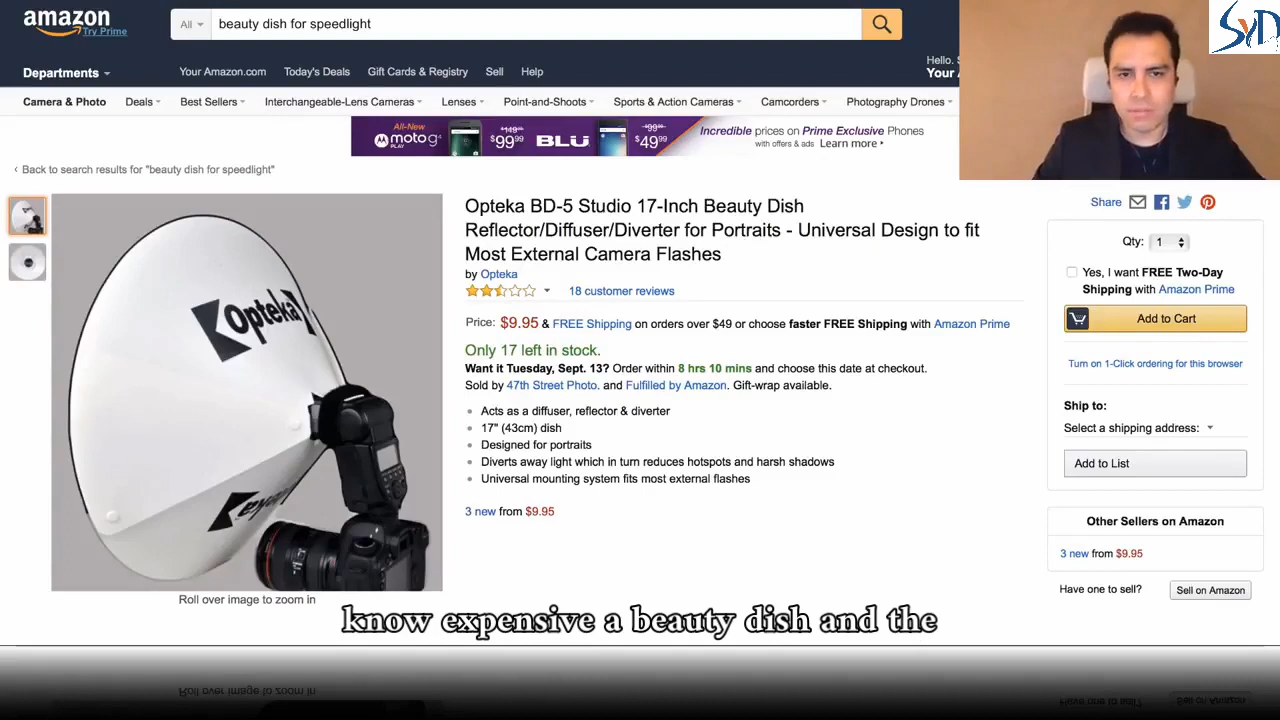 amazon
Try Prime
All
beauty dish for speedlight
SyD
Departments
Your Amazon.com
Today's Deals
Gift Cards & Registry
Sell
Help
Hello. S
Your
Camera & Photo
Deals
Best Sellers
Interchangeable-Lens Cameras
Lenses
Point-and-Shoots
Sports & Action Cameras
Camcorders
Photography Drones
All-New
moto g
PLAY
$149.99
$99.99
BLU
$99.99
$49.99
Incredible prices on Prime Exclusive Phones
with offers & ads Learn more
‹ Back to search results for "beauty dish for speedlight"
Opteka
Roll over image to zoom in
Opteka BD-5 Studio 17-Inch Beauty Dish
Reflector/Diffuser/Diverter for Portraits - Universal Design to fit
Most External Camera Flashes
by Opteka
18 customer reviews
Price: $9.95 & FREE Shipping on orders over $49 or choose faster FREE Shipping with Amazon Prime
Only 17 left in stock.
Want it Tuesday, Sept. 13? Order within 8 hrs 10 mins and choose this date at checkout.
Sold by 47th Street Photo. and Fulfilled by Amazon. Gift-wrap available.
Acts as a diffuser, reflector & diverter
17" (43cm) dish
Designed for portraits
Diverts away light which in turn reduces hotspots and harsh shadows
Universal mounting system fits most external flashes
3 new from $9.95
Share
Qty: 1
Yes, I want FREE Two-Day
Shipping with Amazon Prime
Add to Cart
Turn on 1-Click ordering for this browser
Ship to:
Select a shipping address:
Add to List
Other Sellers on Amazon
3 new from $9.95
Have one to sell?
Sell on Amazon
know expensive a beauty dish and the